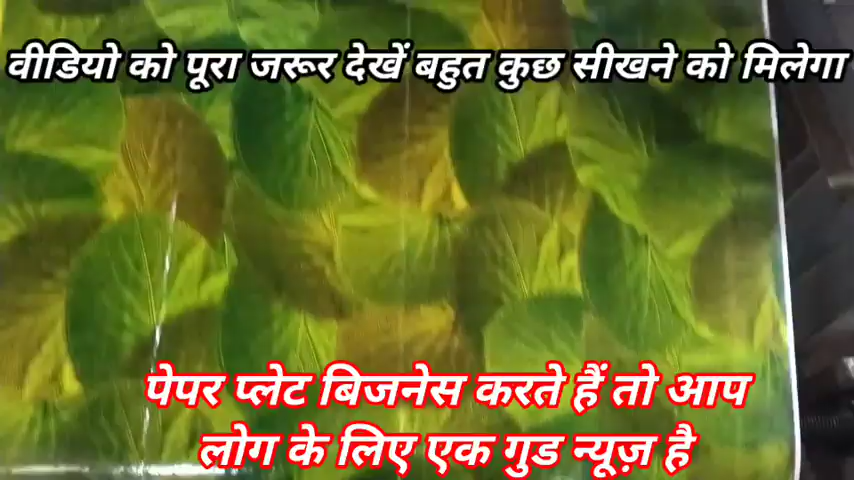 वीडियो को पूरा जरूर देखें बहुत कुछ सीखने को मिलेगा
पेपर प्लेट बिजनेस करते हैं तो आप
लोग के लिए एक गुड न्यूज़ है